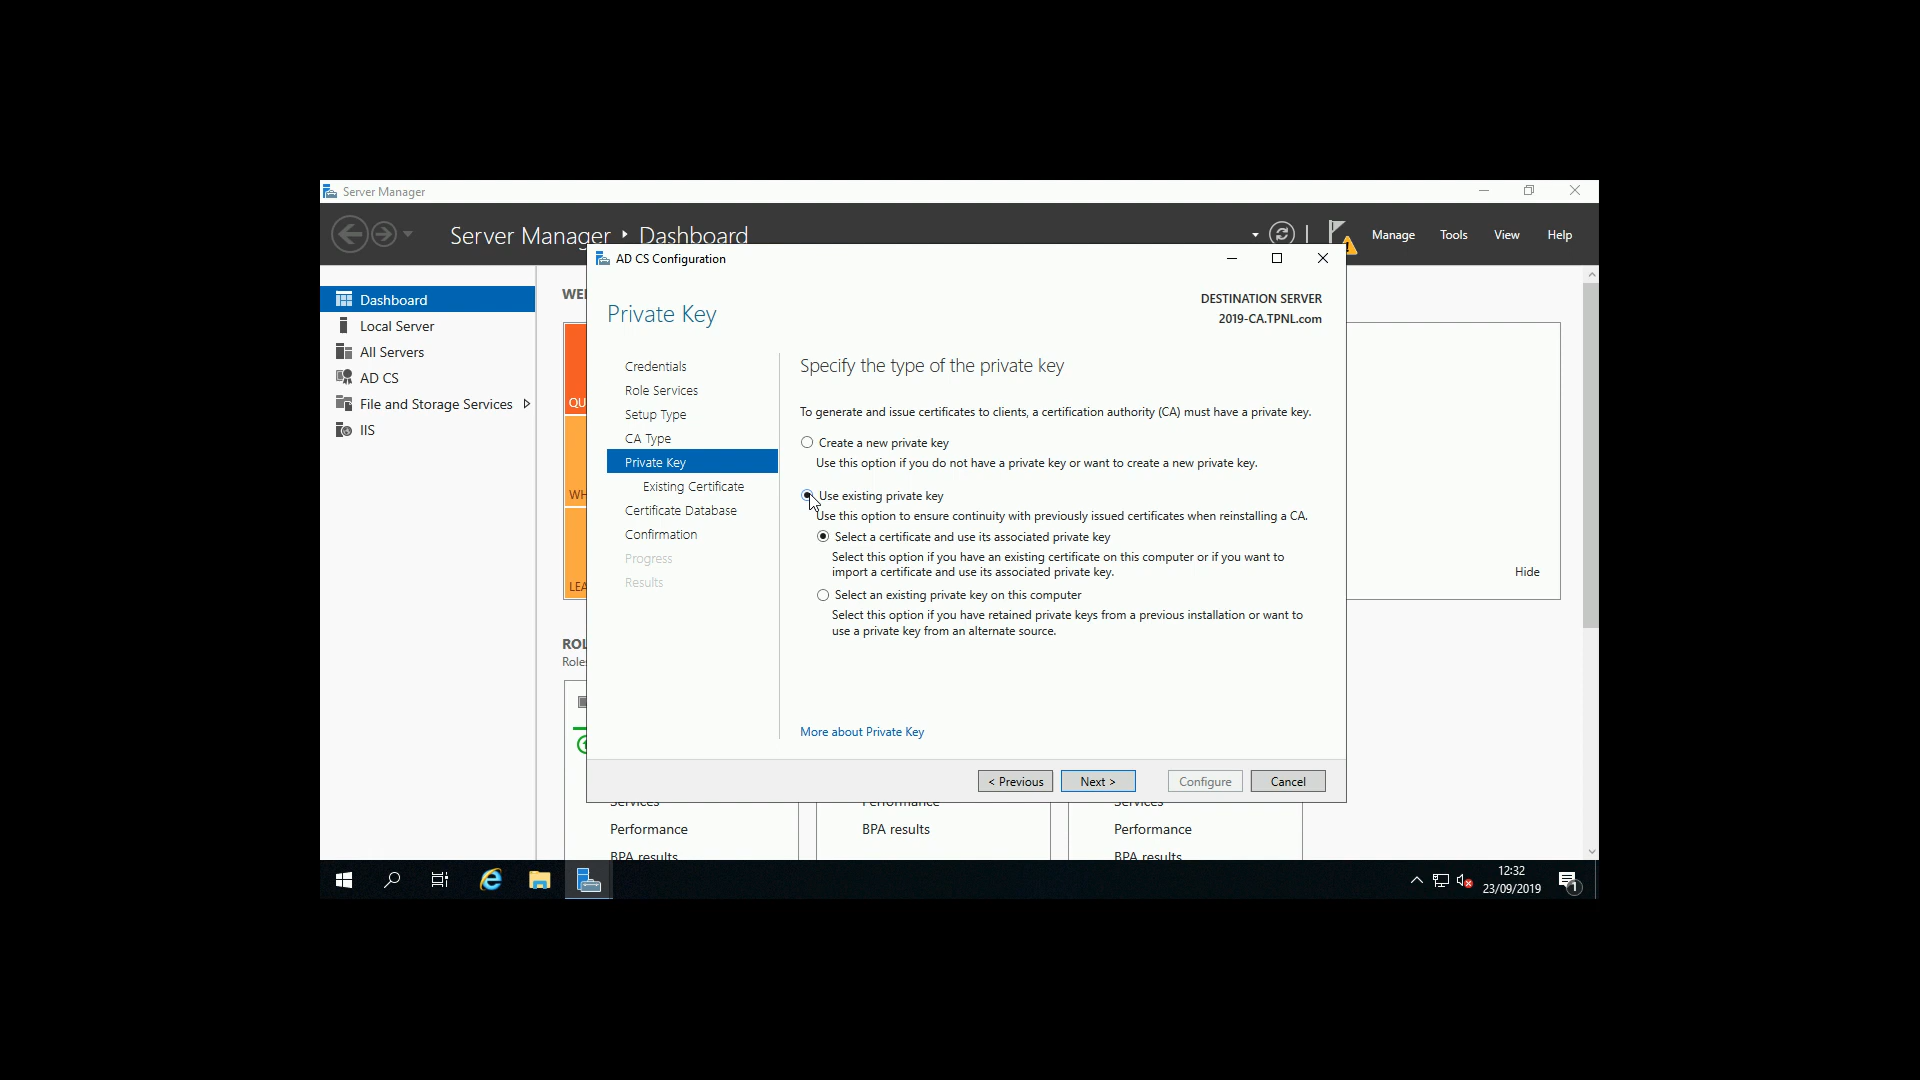 Server Manager
Server Manager
Dashboard
Manage
Tools
View
Help
Dashboard
Local Server
All Servers
AD CS
File and Storage Services
IIS
AD CS Configuration
Private Key
DESTINATION SERVER
2019-CA.TPNL.com
Credentials
Role Services
Setup Type
CA Type
Private Key
Existing Certificate
Certificate Database
Confirmation
Progress
Results
Specify the type of the private key
To generate and issue certificates to clients, a certification authority (CA) must have a private key.
Create a new private key
Use this option if you do not have a private key or want to create a new private key.
Use existing private key
Use this option to ensure continuity with previously issued certificates when reinstalling a CA.
Select a certificate and use its associated private key
Select this option if you have an existing certificate on this computer or if you want to
import a certificate and use its associated private key.
Select an existing private key on this computer
Select this option if you have retained private keys from a previous installation or want to
use a private key from an alternate source.
More about Private Key
< Previous
Next >
Configure
Cancel
Hide
Services
Performance
Services
Performance
BPA results
Performance
BPA results
BPA results
12:32
23/09/2019
1